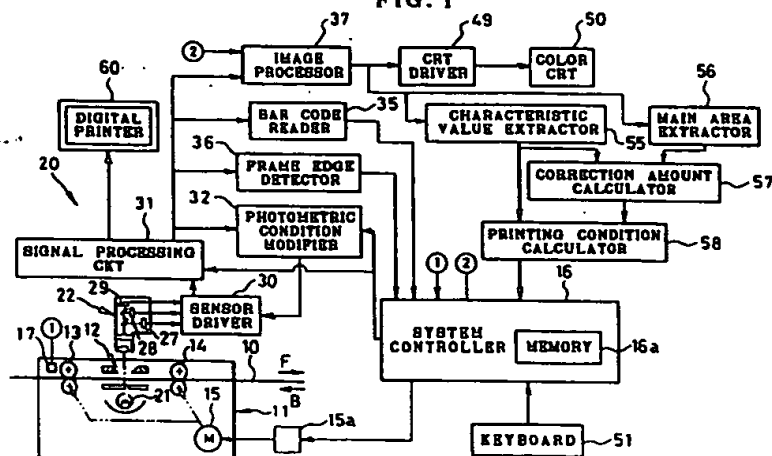 FIG. 1
37
49
50
2
IMAGE PROCESSOR
CRT DRIVER
COLOR CRT
60
56
35
DIGITAL PRINTER
BAR CODE READER
CHARACTERISTIC VALUE EXTRACTOR
55
MAIN AREA EXTRACTOR
36
20
FRAME EDGE DETECTOR
CORRECTION AMOUNT CALCULATOR
57
31
32
PHOTOMETRIC CONDITION MODIFIER
SIGNAL PROCESSING CKT
PRINTING CONDITION CALCULATOR
58
1
2
16
29
30
22
SENSOR DRIVER
27
28
SYSTEM CONTROLLER
MEMORY
16a
17
1
13
12
14
10
F
B
21
11
15
M
15a
KEYBOARD
51